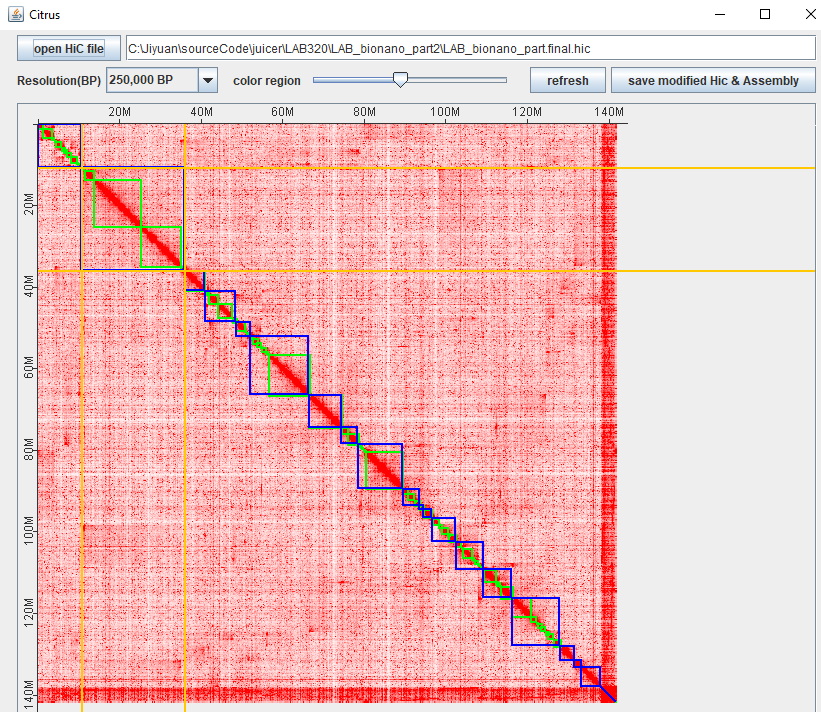 Citrus
open HiC file C:\Jiyuan\sourceCode\juicer\LAB320\LAB_bionano_part2\LAB_bionano_part.final.hic
Resolution(BP) 250,000 BP color region refresh save modified Hic & Assembly
20M 40M 60M 80M 100M 120M 140M
20M
40M
60M
80M
100M
120M
140M